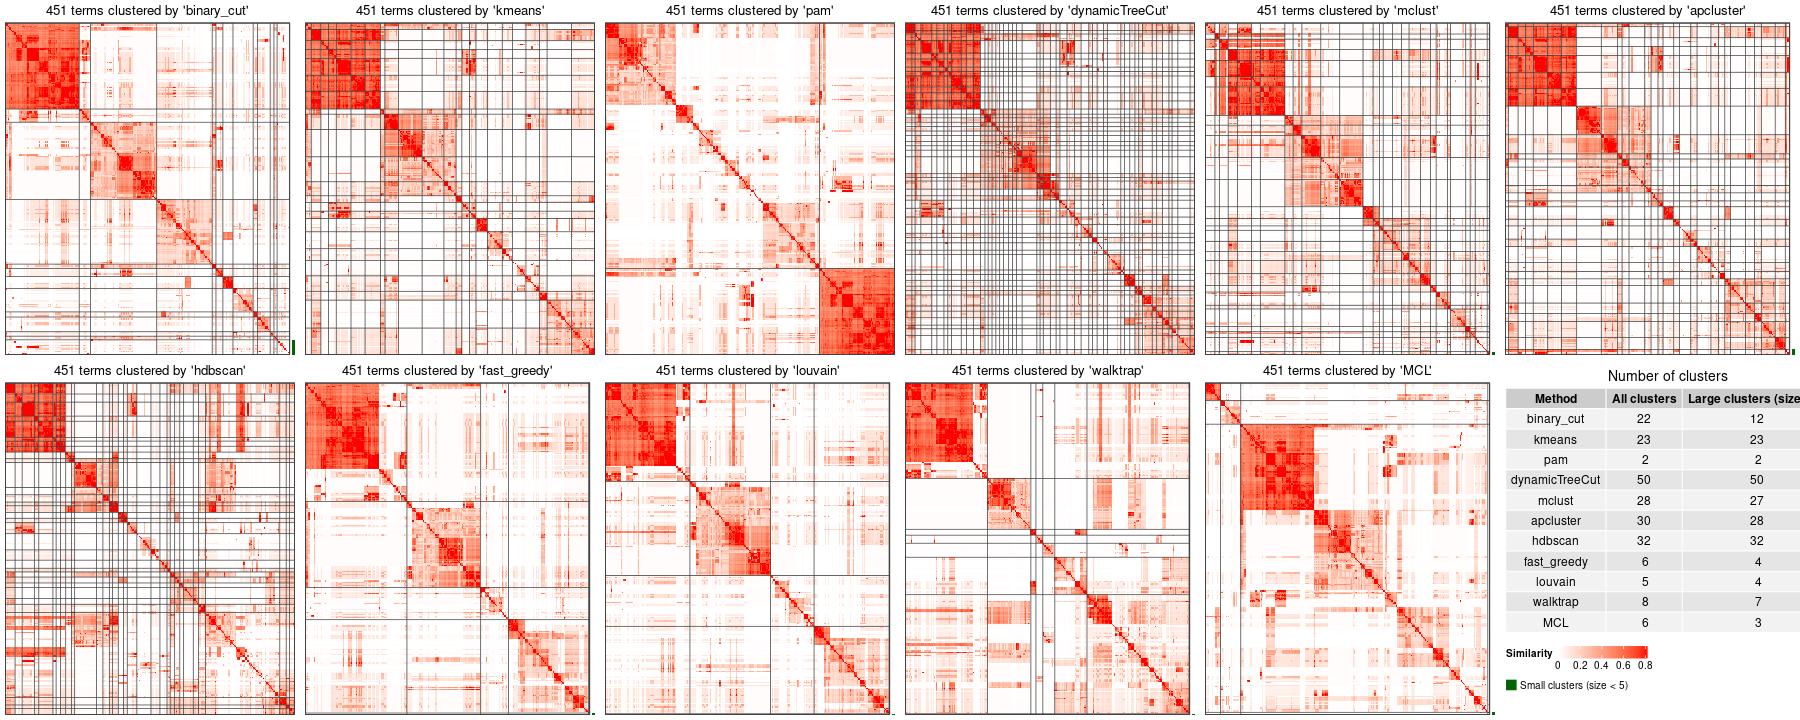 451 terms clustered by 'binary_cut'
451 terms clustered by 'kmeans'
451 terms clustered by 'pam'
451 terms clustered by 'dynamicTreeCut'
451 terms clustered by 'mclust'
451 terms clustered by 'apcluster'
451 terms clustered by 'hdbscan'
451 terms clustered by 'fast_greedy'
451 terms clustered by 'louvain'
451 terms clustered by 'walktrap'
451 terms clustered by 'MCL'
Number of clusters
Method All clusters Large clusters (size
binary_cut 22 12
kmeans 23 23
pam 2 2
dynamicTreeCut 50 50
mclust 28 27
apcluster 30 28
hdbscan 32 32
fast_greedy 6 4
louvain 5 4
walktrap 8 7
MCL 6 3
Similarity
0 0.2 0.4 0.6 0.8
Small clusters (size < 5)